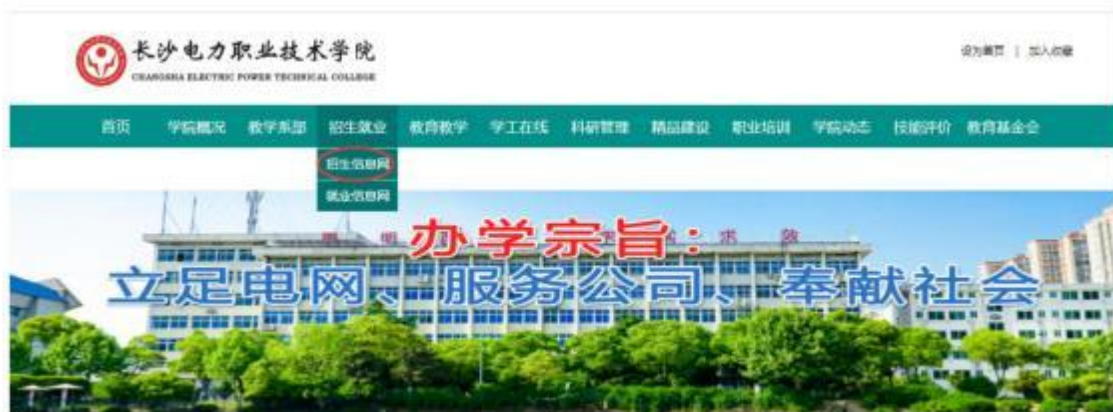 长沙电力职业技术学院
CHANGSHA ELECTRIC POWER TECHNICAL COLLEGE
设为首页 | 加入收藏
首页 学院概况 教学系部 招生就业 教育教学 学工在线 科研管理 精品建设 职业培训 学院动态 技能评价 教育基金会
招生信息网
就业信息网
办学宗旨：
立足电网、服务公司、奉献社会